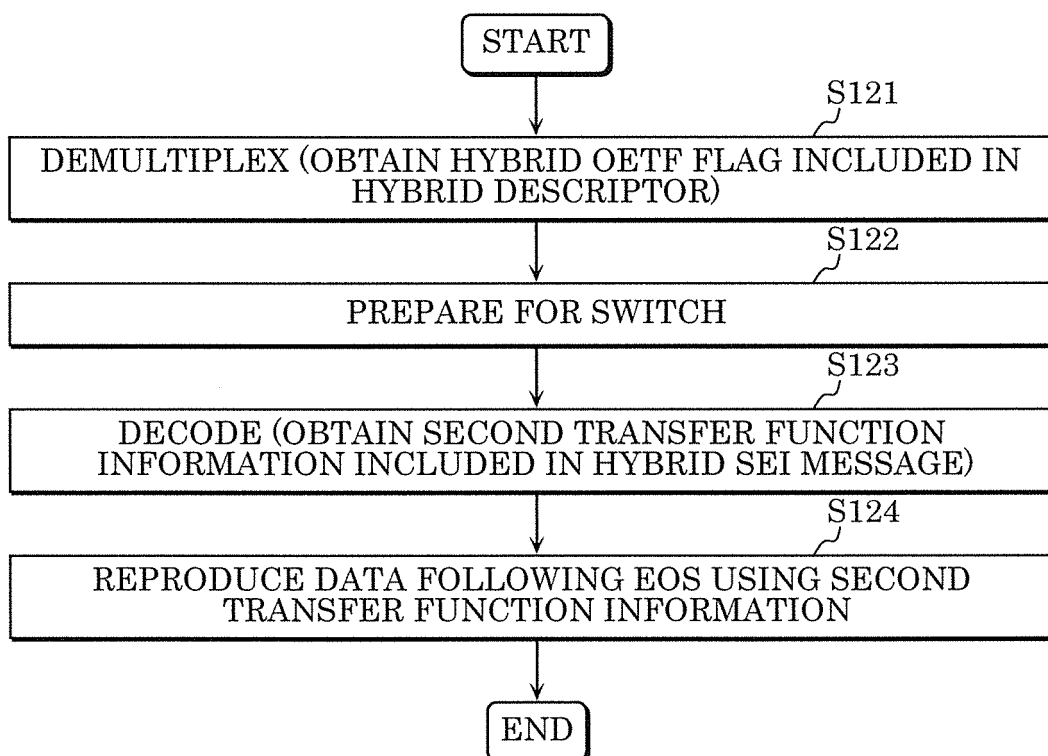 START
S121
DEMULTIPLEX (OBTAIN HYBRID OETF FLAG INCLUDED IN
HYBRID DESCRIPTOR)
S122
PREPARE FOR SWITCH
S123
DECODE (OBTAIN SECOND TRANSFER FUNCTION
INFORMATION INCLUDED IN HYBRID SEI MESSAGE)
S124
REPRODUCE DATA FOLLOWING EOS USING SECOND
TRANSFER FUNCTION INFORMATION
END